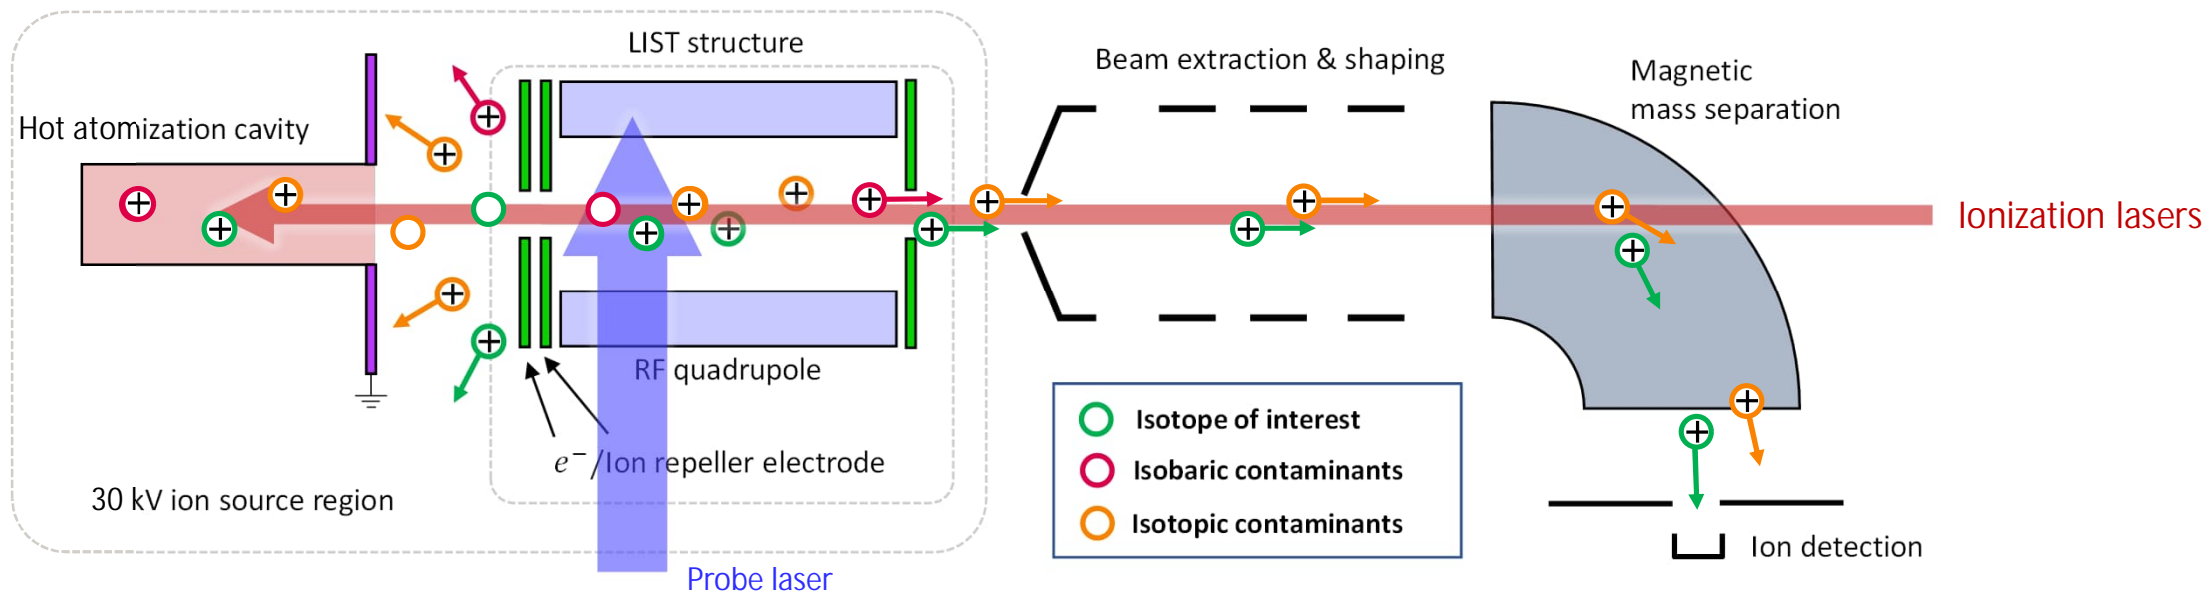 LIST structure
Beam extraction & shaping
Magnetic
mass separation
Hot atomization cavity
Ionization lasers
RF quadrupole
e⁻/Ion repeller electrode
30 kV ion source region
Probe laser
Isotope of interest
Isobaric contaminants
Isotopic contaminants
Ion detection